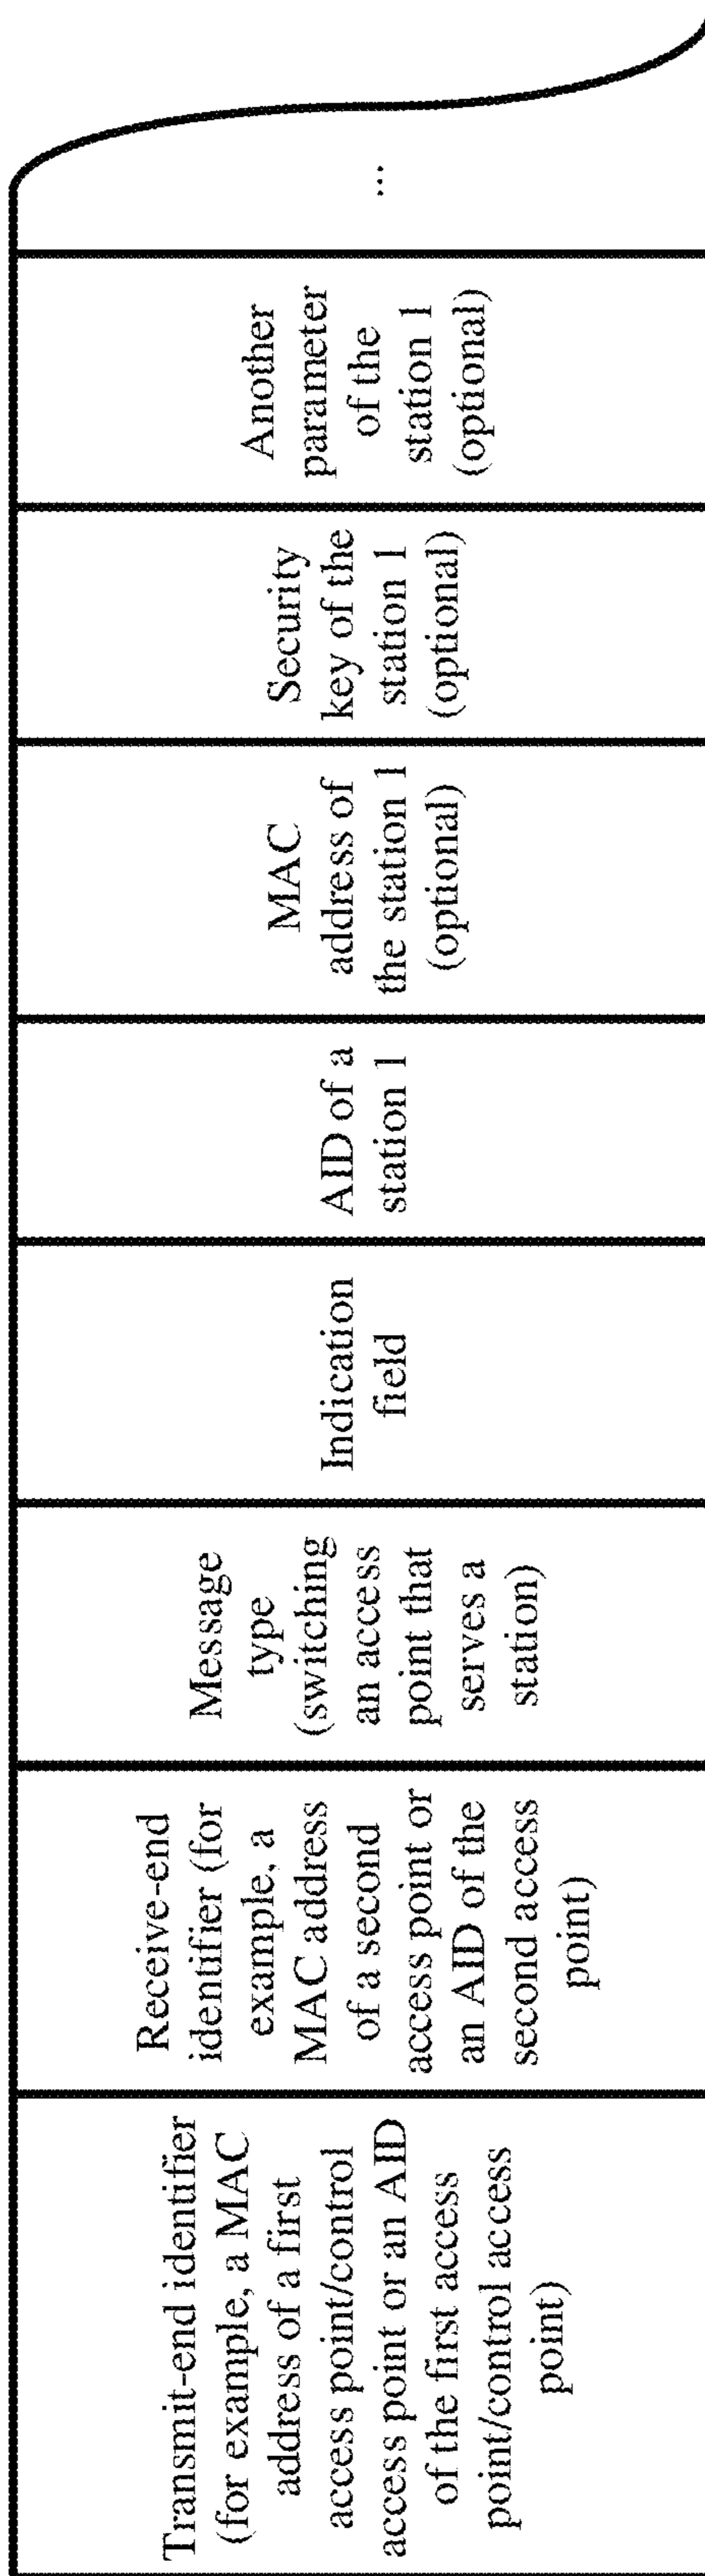 Transmit-end identifier
(for example, a MAC
address of a first
access point/control
access point or an AID
of the first access
point/control access
point)
Receive-end
identifier (for
example, a
MAC address
of a second
access point or
an AID of the
second access
point)
Message
type
(switching
an access
point that
serves a
station)
Indication
field
AID of a
station 1
MAC
address of
the station 1
(optional)
Security
key of the
station 1
(optional)
Another
parameter
of the
station 1
(optional)
...